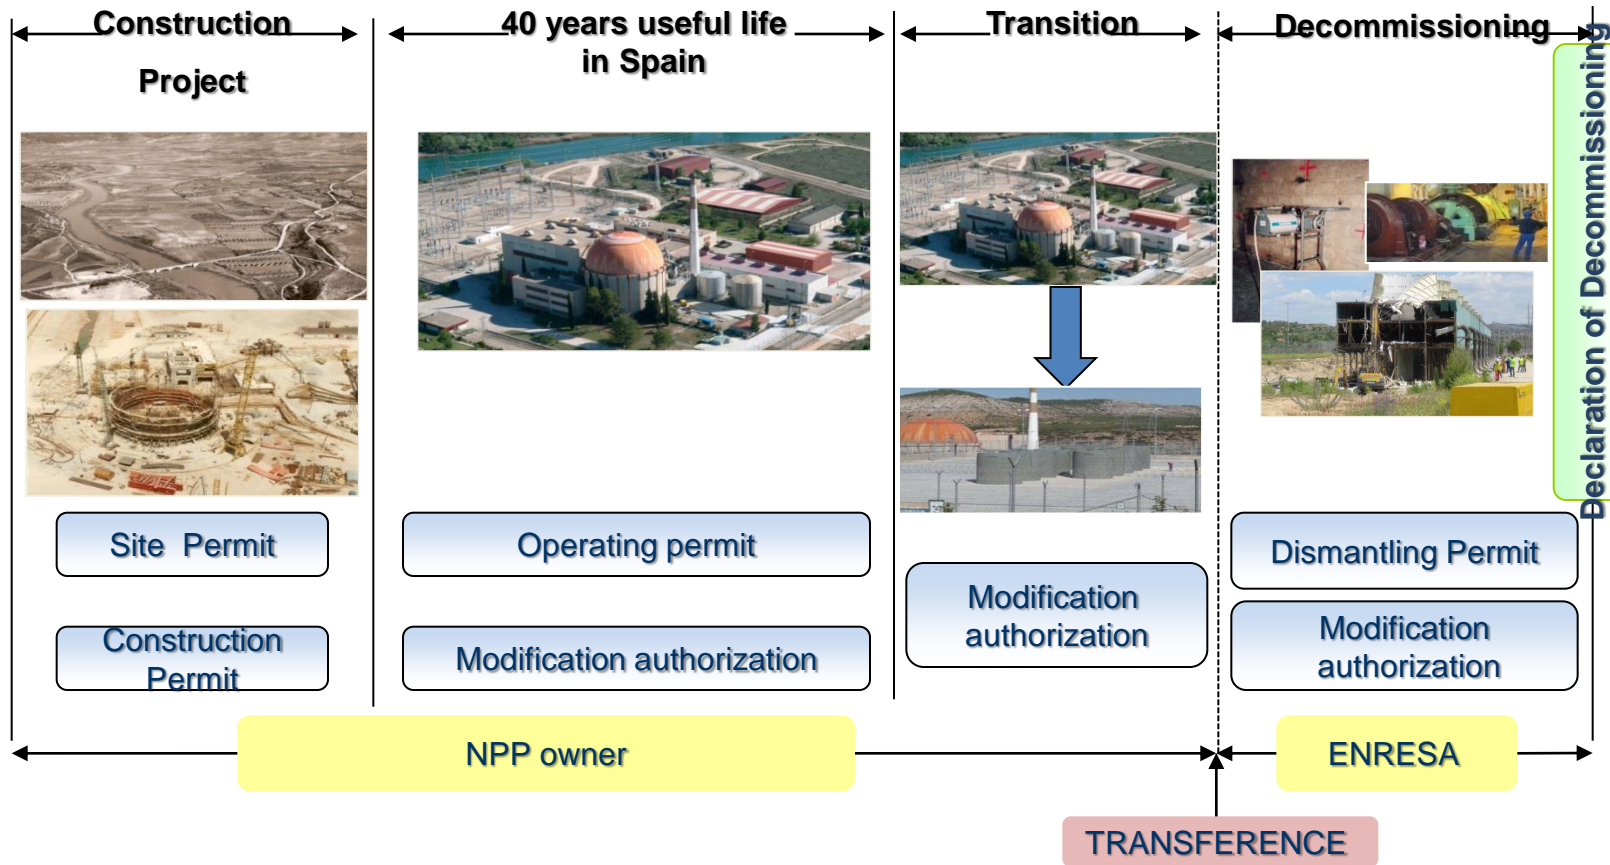 Construction
Project
40 years useful life
in Spain
Transition
Decommissioning
Declaration of Decommissioning
Site Permit
Construction
Permit
Operating permit
Modification authorization
Modification
authorization
Dismantling Permit
Modification
authorization
NPP owner
ENRESA
TRANSFERENCE